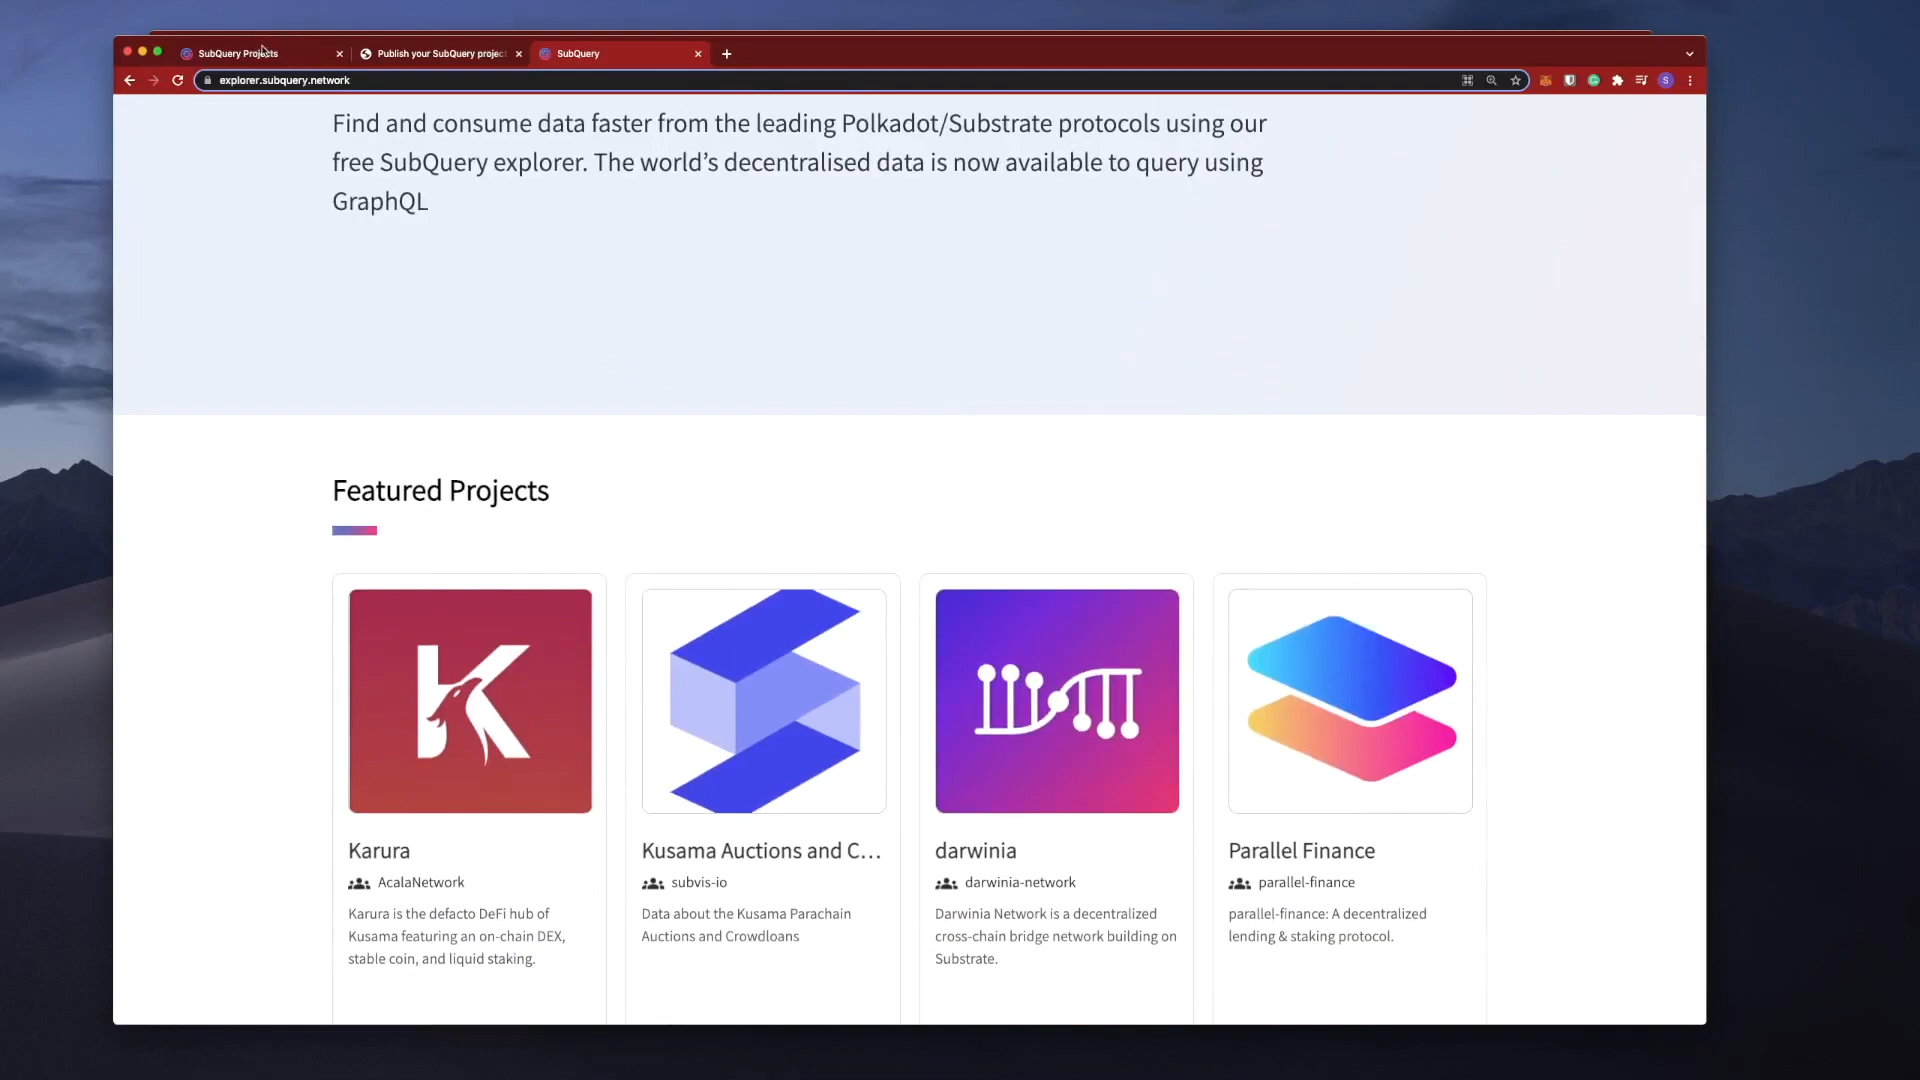 SubQuery Projects
Publish your SubQuery project
SubQuery
explorer.subquery.network
S
Find and consume data faster from the leading Polkadot/Substrate protocols using our
free SubQuery explorer. The world’s decentralised data is now available to query using
GraphQL
Featured Projects
K
Karura
AcalaNetwork
Karura is the defacto DeFi hub of
Kusama featuring an on-chain DEX,
stable coin, and liquid staking.
Kusama Auctions and C...
subvis-io
Data about the Kusama Parachain
Auctions and Crowdloans
darwinia
darwinia-network
Darwinia Network is a decentralized
cross-chain bridge network building on
Substrate.
Parallel Finance
parallel-finance
parallel-finance: A decentralized
lending & staking protocol.